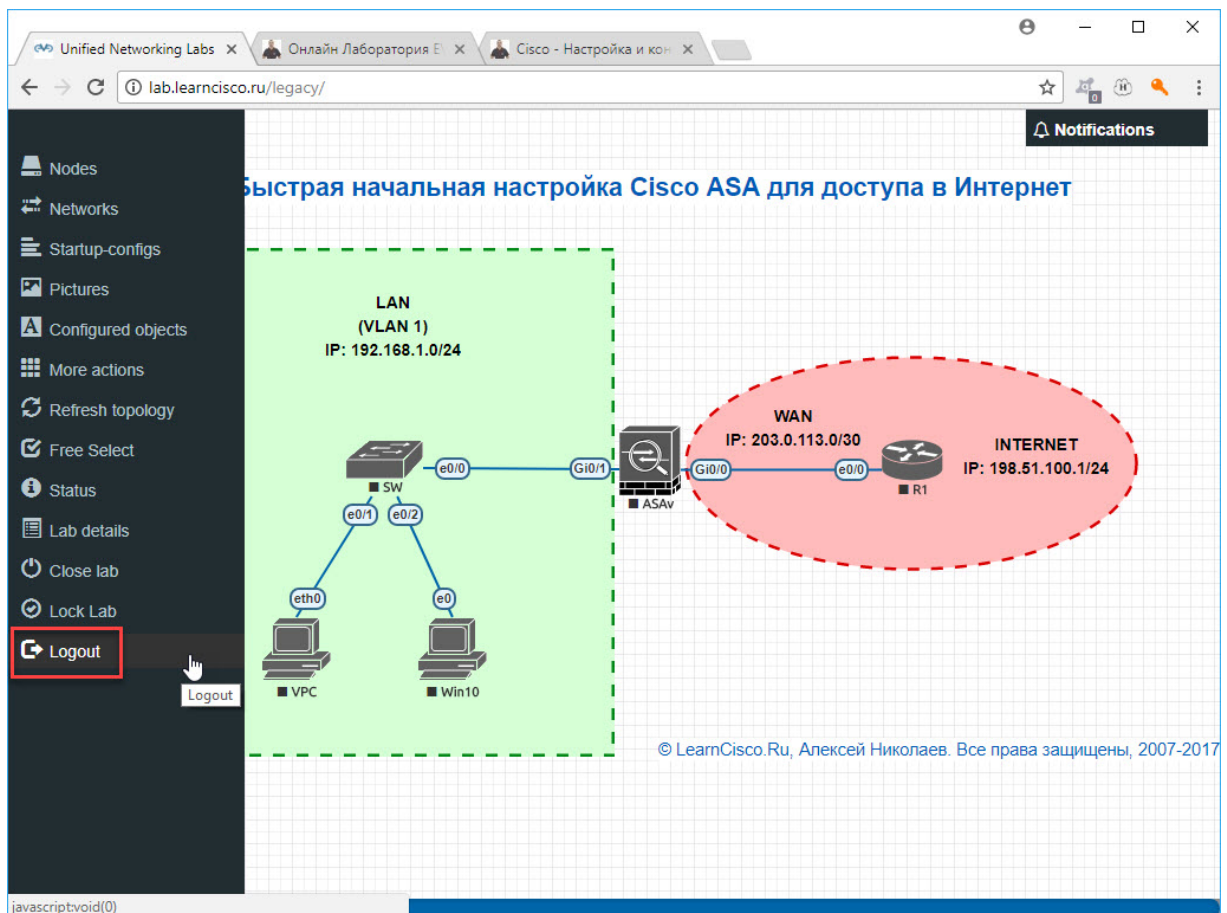 Unified Networking Labs
Онлайн Лаборатория E
Cisco - Настройка и кон
lab.learncisco.ru/legacy/
0
H
Notifications
Nodes
Networks
Startup-configs
Pictures
A Configured objects
More actions
Refresh topology
Free Select
Status
Lab details
Close lab
Lock Lab
Logout
Logout
Быстрая начальная настройка Cisco ASA для доступа в Интернет
LAN
(VLAN 1)
IP: 192.168.1.0/24
WAN
IP: 203.0.113.0/30
INTERNET
IP: 198.51.100.1/24
e0/0
Gi0/1
Gi0/0
e0/0
SW
ASAv
R1
e0/1
e0/2
eth0
e0
VPC
Win10
© LearnCisco.Ru, Алексей Николаев. Все права защищены, 2007-2017
javascript:void(0)